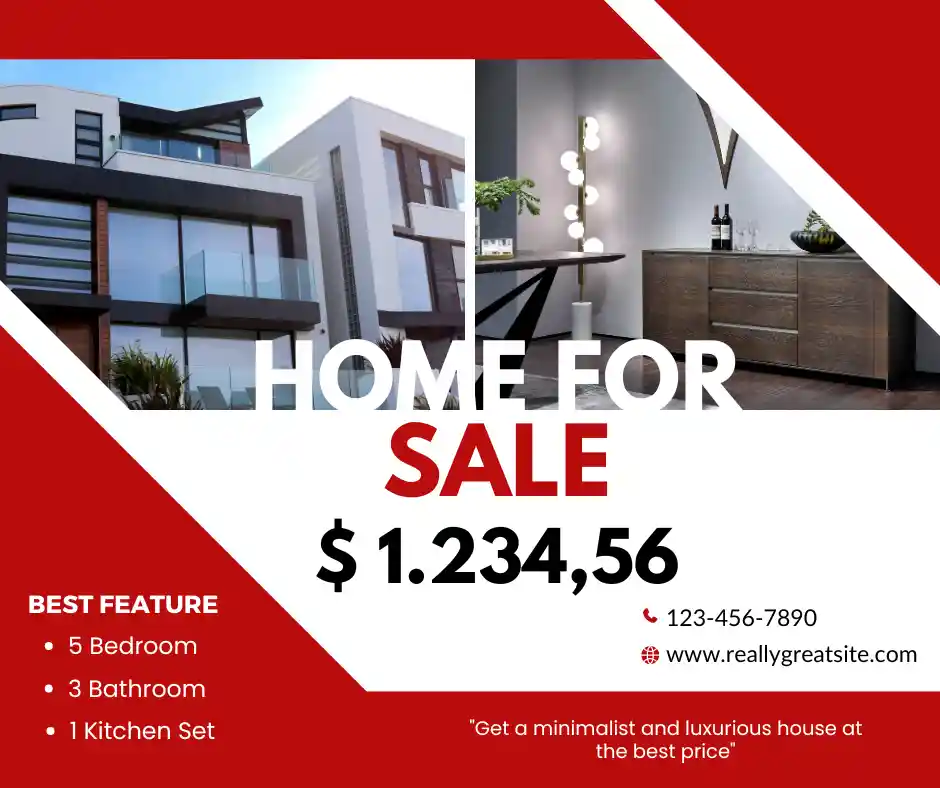 HOME FOR
SALE
$ 1.234,56
123-456-7890
www.reallygreatsite.com
BEST FEATURE
• 5 Bedroom
• 3 Bathroom
• 1 Kitchen Set
"Get a minimalist and luxurious house at
the best price"